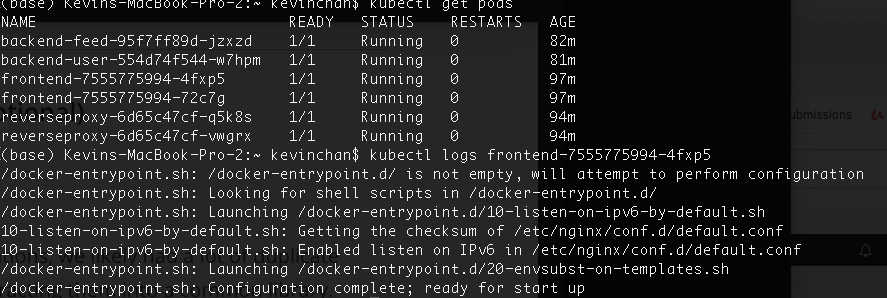 (base) Kevins-MacBook-Pro-2:~ kevinchan$ kubectl get pods
NAME READY STATUS RESTARTS AGE
backend-feed-95f7ff89d-jzxzd 1/1 Running 0 82m
backend-user-554d74f544-w7hpm 1/1 Running 0 81m
frontend-7555775994-4fxp5 1/1 Running 0 97m
frontend-7555775994-72c7g 1/1 Running 0 97m
reverseproxy-6d65c47cf-q5k8s 1/1 Running 0 94m
reverseproxy-6d65c47cf-vwgrx 1/1 Running 0 94m
(base) Kevins-MacBook-Pro-2:~ kevinchan$ kubectl logs frontend-7555775994-4fxp5
/docker-entrypoint.sh: /docker-entrypoint.d/ is not empty, will attempt to perform configuration
/docker-entrypoint.sh: Looking for shell scripts in /docker-entrypoint.d/
/docker-entrypoint.sh: Launching /docker-entrypoint.d/10-listen-on-ipv6-by-default.sh
10-listen-on-ipv6-by-default.sh: Getting the checksum of /etc/nginx/conf.d/default.conf
10-listen-on-ipv6-by-default.sh: Enabled listen on IPv6 in /etc/nginx/conf.d/default.conf
/docker-entrypoint.sh: Launching /docker-entrypoint.d/20-envsubst-on-templates.sh
/docker-entrypoint.sh: Configuration complete; ready for start up
ubmissions